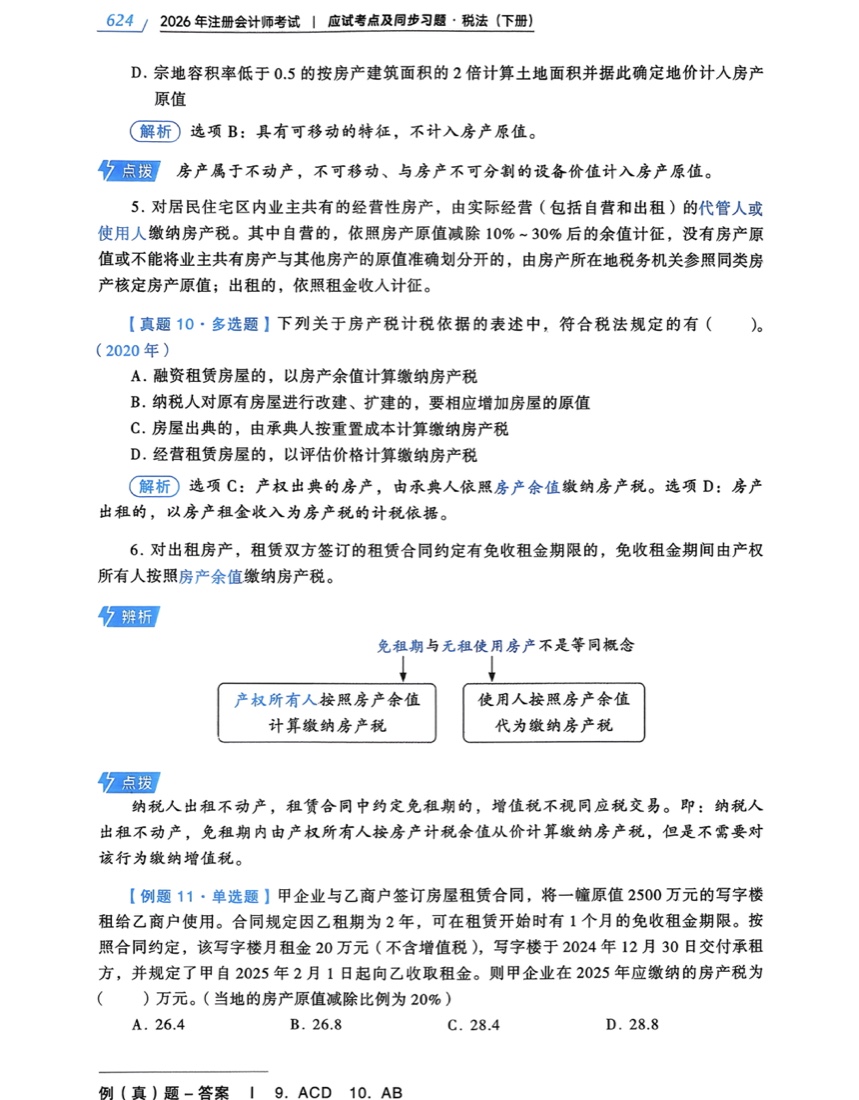 624 2026年注册会计师考试 | 应试考点及同步习题·税法（下册）
D. 宗地容积率低于0.5的按房产建筑面积的2倍计算土地面积并据此确定地价计入房产
原值
解析 选项B：具有可移动的特征，不计入房产原值。
点拨 房产属于不动产，不可移动、与房产不可分割的设备价值计入房产原值。
5. 对居民住宅区内业主共有的经营性房产，由实际经营（包括自营和出租）的代管人或
使用人缴纳房产税。其中自营的，依照房产原值减除10%～30%后的余值计征，没有房产原
值或不能将业主共有房产与其他房产的原值准确划分开的，由房产所在地税务机关参照同类房
产核定房产原值；出租的，依照租金收入计征。
【真题10·多选题】下列关于房产税计税依据的表述中，符合税法规定的有（ ）。
（2020年）
A. 融资租赁房屋的，以房产余值计算缴纳房产税
B. 纳税人对原有房屋进行改建、扩建的，要相应增加房屋的原值
C. 房屋出典的，由承典人按重置成本计算缴纳房产税
D. 经营租赁房屋的，以评估价格计算缴纳房产税
解析 选项C：产权出典的房产，由承典人依照房产余值缴纳房产税。选项D：房产
出租的，以房产租金收入为房产税的计税依据。
6. 对出租房产，租赁双方签订的租赁合同约定有免收租金期限的，免收租金期间由产权
所有人按照房产余值缴纳房产税。
辨析
免租期与无租使用房产不是等同概念
产权所有人按照房产余值
计算缴纳房产税
使用人按照房产余值
代为缴纳房产税
点拨
纳税人出租不动产，租赁合同中约定免租期的，增值税不视同应税交易。即：纳税人
出租不动产，免租期内由产权所有人按房产计税余值从价计算缴纳房产税，但是不需要对
该行为缴纳增值税。
【例题11·单选题】甲企业与乙商户签订房屋租赁合同，将一幢原值2500万元的写字楼
租给乙商户使用。合同规定因乙租期为2年，可在租赁开始时有1个月的免收租金期限。按
照合同约定，该写字楼月租金20万元（不含增值税），写字楼于2024年12月30日交付承租
方，并规定了甲自2025年2月1日起向乙收取租金。则甲企业在2025年应缴纳的房产税为
（ ）万元。（当地的房产原值减除比例为20%）
A. 26.4 B. 26.8 C. 28.4 D. 28.8
例（真）题－答案 | 9. ACD 10. AB